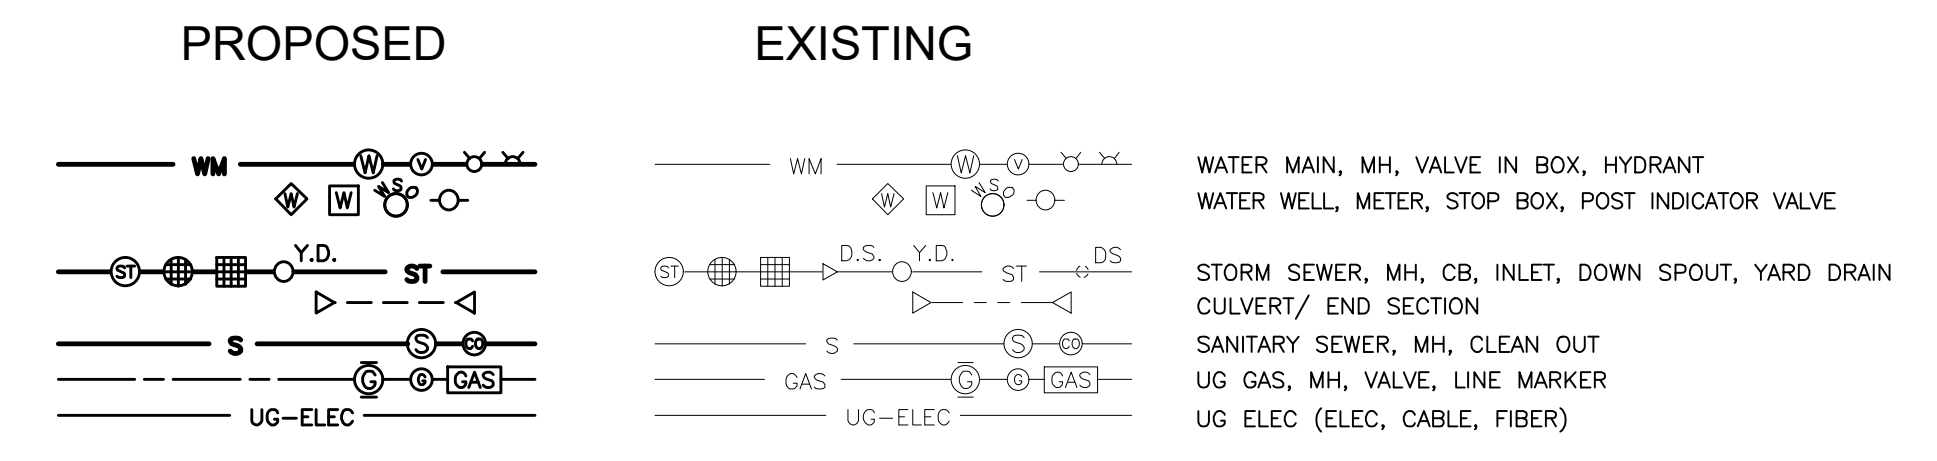 PROPOSED EXISTING
WM W V WM W V WATER MAIN, MH, VALVE IN BOX, HYDRANT
W W WSO W W WSO WATER WELL, METER, STOP BOX, POST INDICATOR VALVE
Y.D. D.S. Y.D. DS
ST ST ST ST STORM SEWER, MH, CB, INLET, DOWN SPOUT, YARD DRAIN
CULVERT/ END SECTION
S S CO S S CO SANITARY SEWER, MH, CLEAN OUT
G G GAS GAS G G GAS UG GAS, MH, VALVE, LINE MARKER
UG-ELEC UG-ELEC UG ELEC (ELEC, CABLE, FIBER)